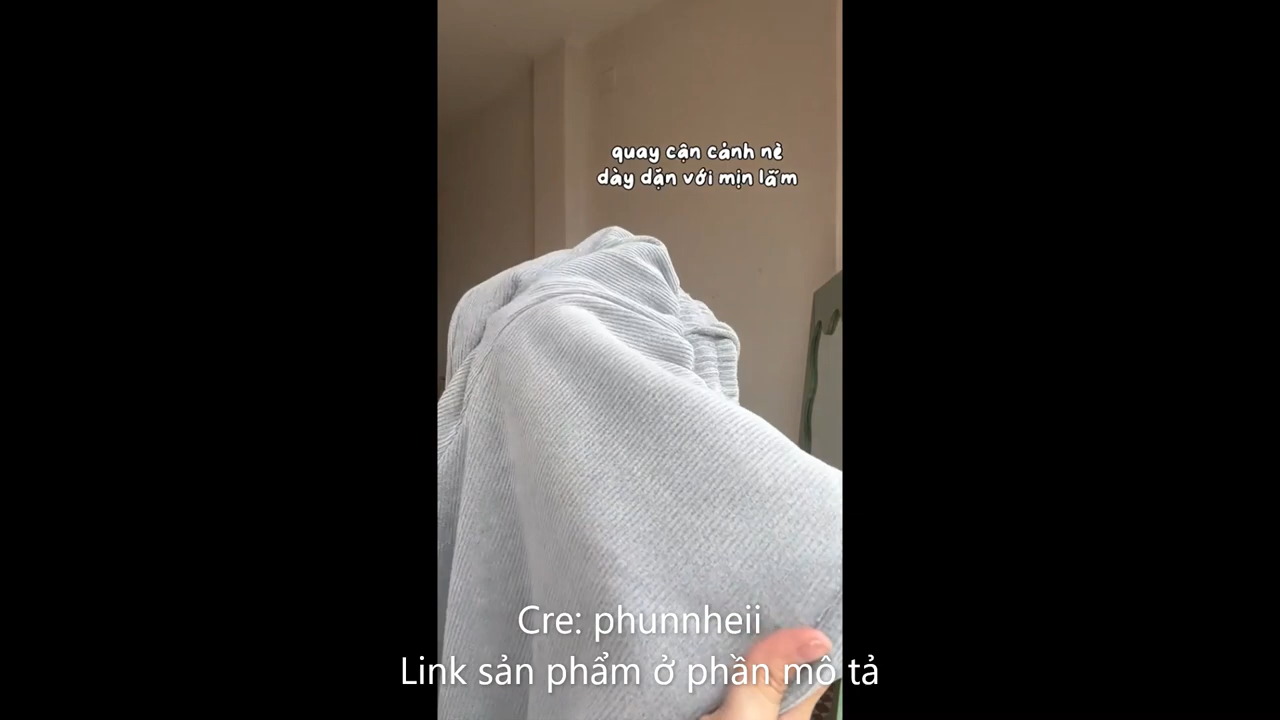 quay cận cảnh nè
dày dặn với mịn lắm
Cre: phunnheii
Link sản phẩm ở phần mô tả